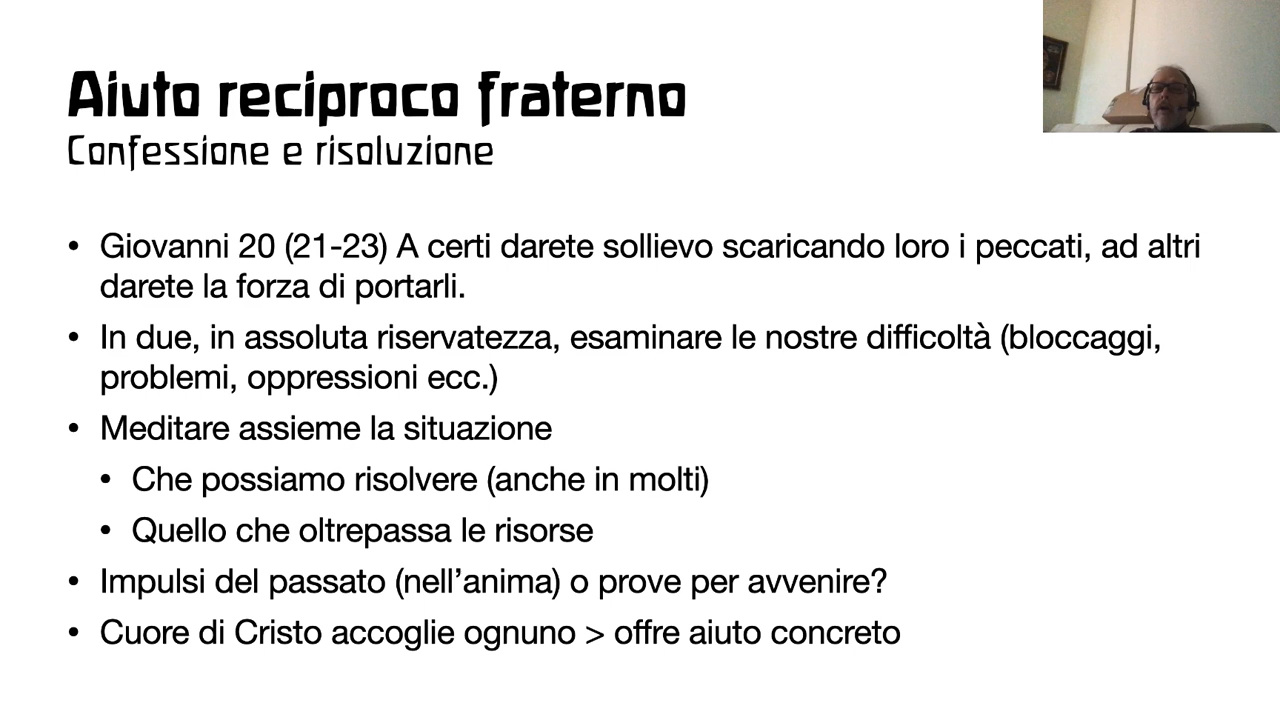 Aiuto reciproco fraterno
Confessione e risoluzione
• Giovanni 20 (21-23) A certi darete sollievo scaricando loro i peccati, ad altri
darete la forza di portarli.
• In due, in assoluta riservatezza, esaminare le nostre difficoltà (bloccaggi,
problemi, oppressioni ecc.)
• Meditare assieme la situazione
• Che possiamo risolvere (anche in molti)
• Quello che oltrepassa le risorse
• Impulsi del passato (nell’anima) o prove per avvenire?
• Cuore di Cristo accoglie ognuno > offre aiuto concreto